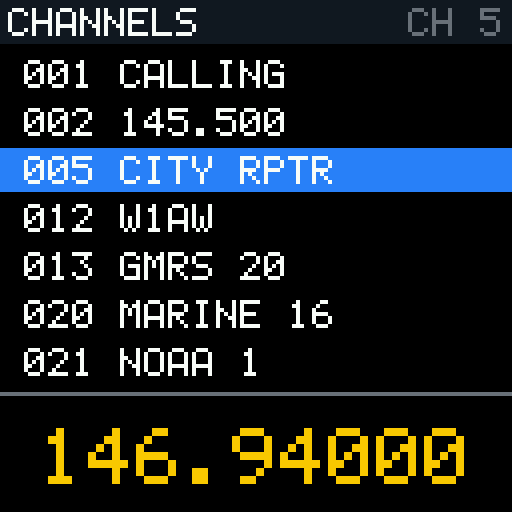 CHANNELS CH 5
001 CALLING
002 145.500
005 CITY RPTR
012 W1AW
013 GMRS 20
020 MARINE 16
021 NOAA 1
146.94000